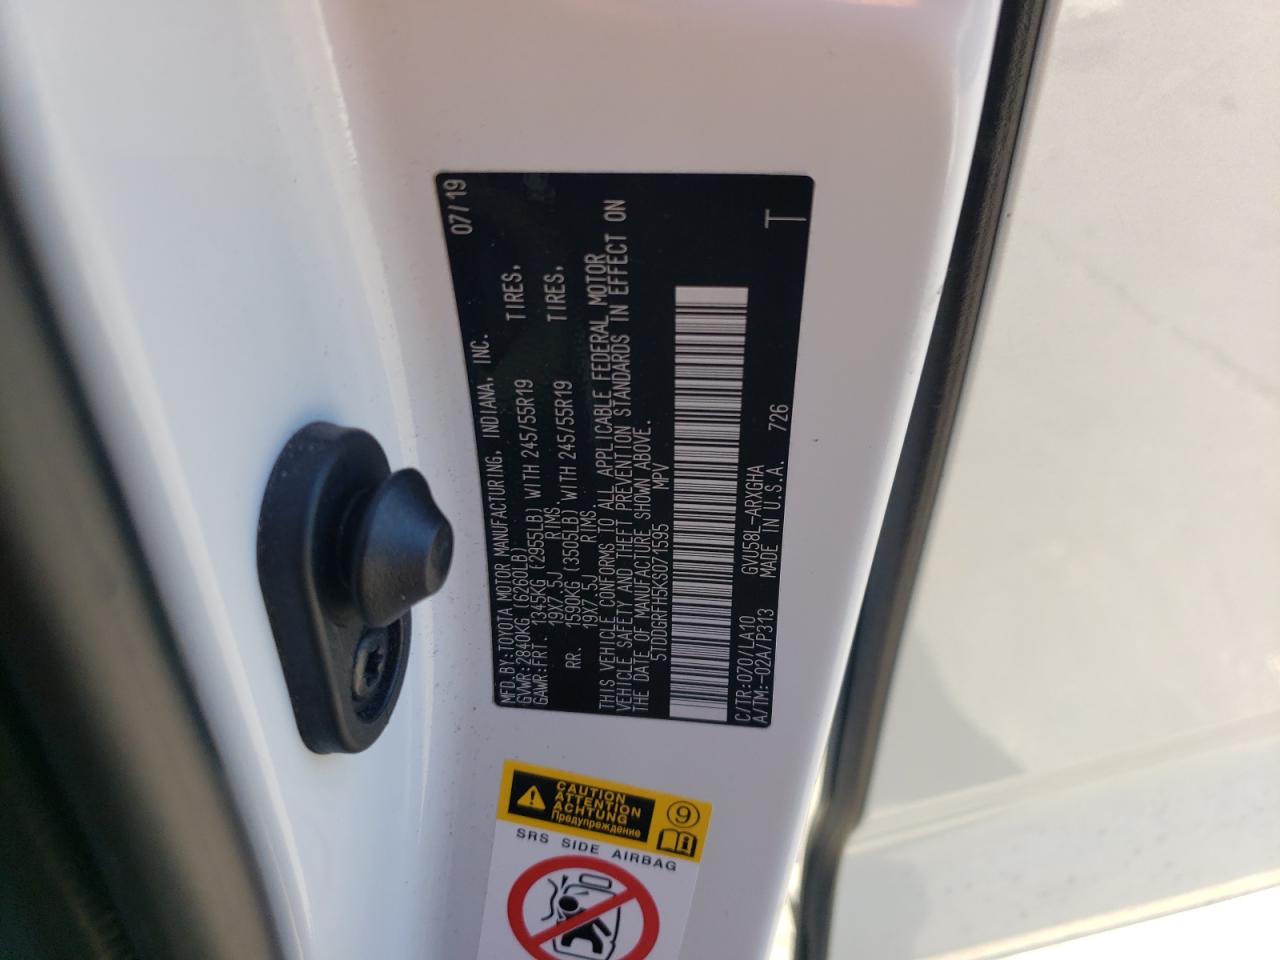 MFD.BY:TOYOTA MOTOR MANUFACTURING, INDIANA, INC. 07/19
GVWR:2840KG (6260LB)
GAWR:FRT. 1345KG (2955LB) WITH 245/55R19 TIRES,
19X7.5J RIMS.
RR. 1590KG (3505LB) WITH 245/55R19 TIRES,
19X7.5J RIMS.
THIS VEHICLE CONFORMS TO ALL APPLICABLE FEDERAL MOTOR
VEHICLE SAFETY AND THEFT PREVENTION STANDARDS IN EFFECT ON
THE DATE OF MANUFACTURE SHOWN ABOVE.
5TDDGRFH5KS071595 MPV
C/TR:070/LA10 GVU58L-ARXGHA T
A/TM:-02A/P313 MADE IN U.S.A. 726
CAUTION
ATTENTION
ACHTUNG
Предупреждение
9
SRS SIDE AIRBAG